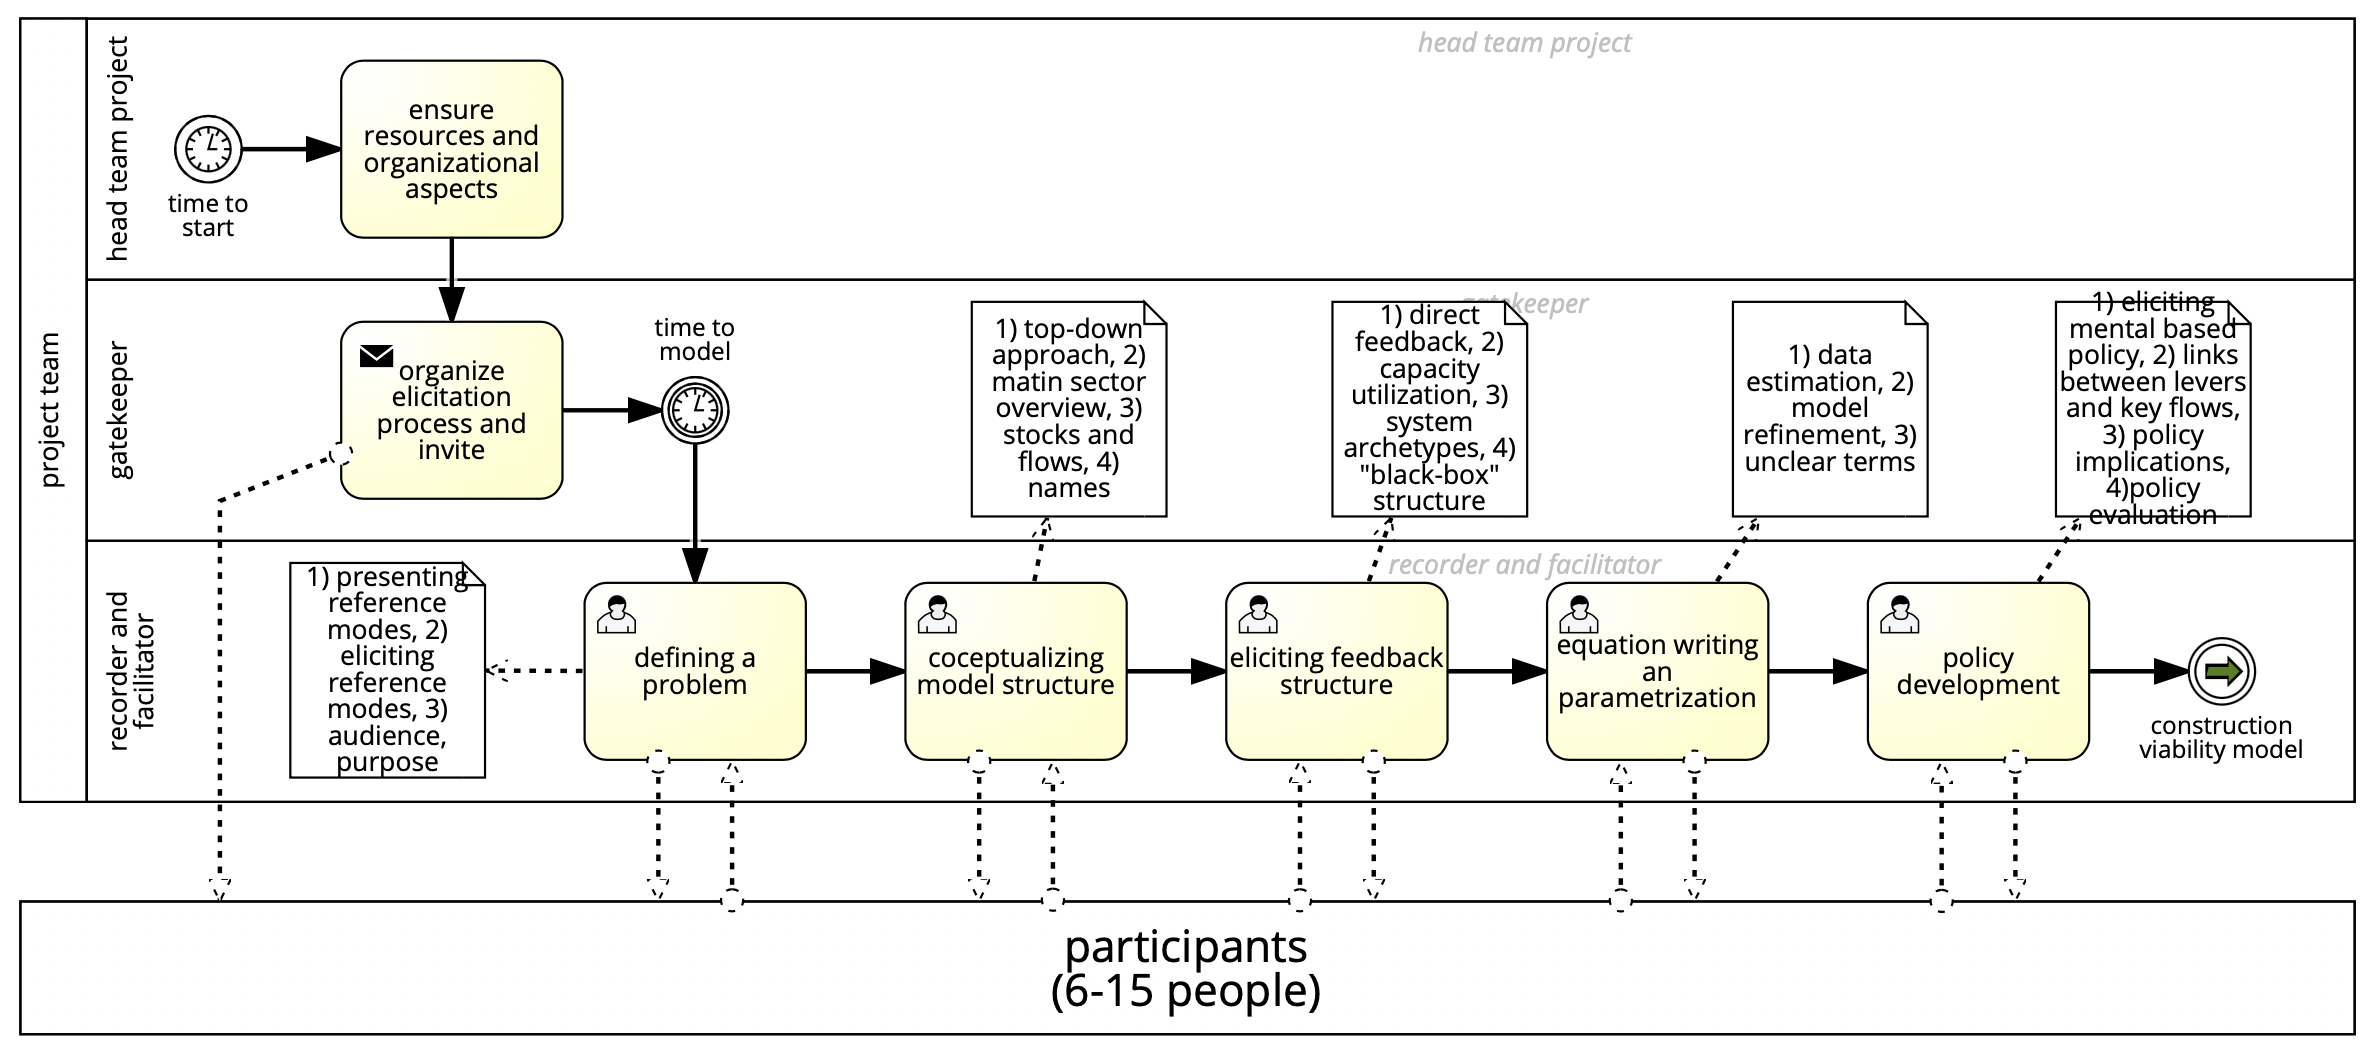 project team
head team project
head team project
time to
start
ensure
resources and
organizational
aspects
gatekeeper
gatekeeper
organize
elicitation
process and
invite
time to
model
1) top-down
approach, 2)
matin sector
overview, 3)
stocks and
flows, 4)
names
1) direct
feedback, 2)
capacity
utilization, 3)
system
archetypes, 4)
"black-box"
structure
1) data
estimation, 2)
model
refinement, 3)
unclear terms
1) eliciting
mental based
policy, 2) links
between levers
and key flows,
3) policy
implications,
4)policy
evaluation
recorder and
facilitator
recorder and facilitator
1) presenting
reference
modes, 2)
eliciting
reference
modes, 3)
audience,
purpose
defining a
problem
coceptualizing
model structure
eliciting feedback
structure
equation writing
an
parametrization
policy
development
construction
viability model
participants
(6-15 people)